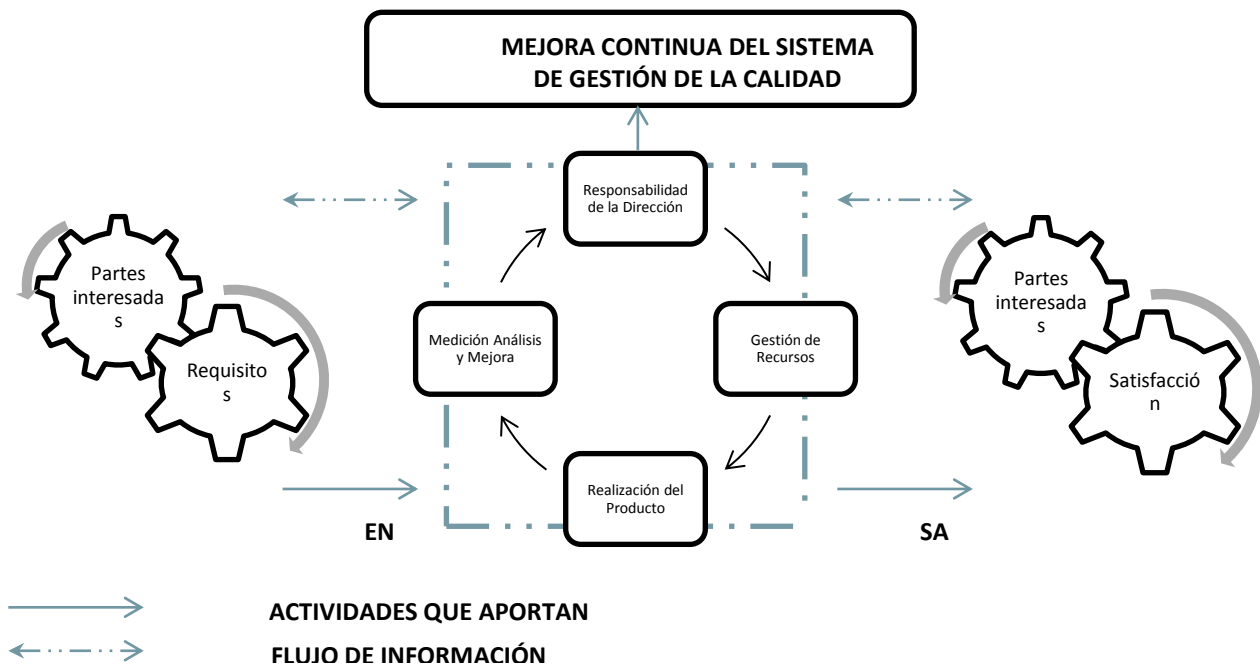 MEJORA CONTINUA DEL SISTEMA
DE GESTIÓN DE LA CALIDAD
Responsabilidad
de la Dirección
Partes
interesada
s
Requisito
s
Medición Análisis
y Mejora
Gestión de
Recursos
Realización del
Producto
Partes
interesada
s
Satisfacció
n
EN
SA
ACTIVIDADES QUE APORTAN
FLUJO DE INFORMACIÓN